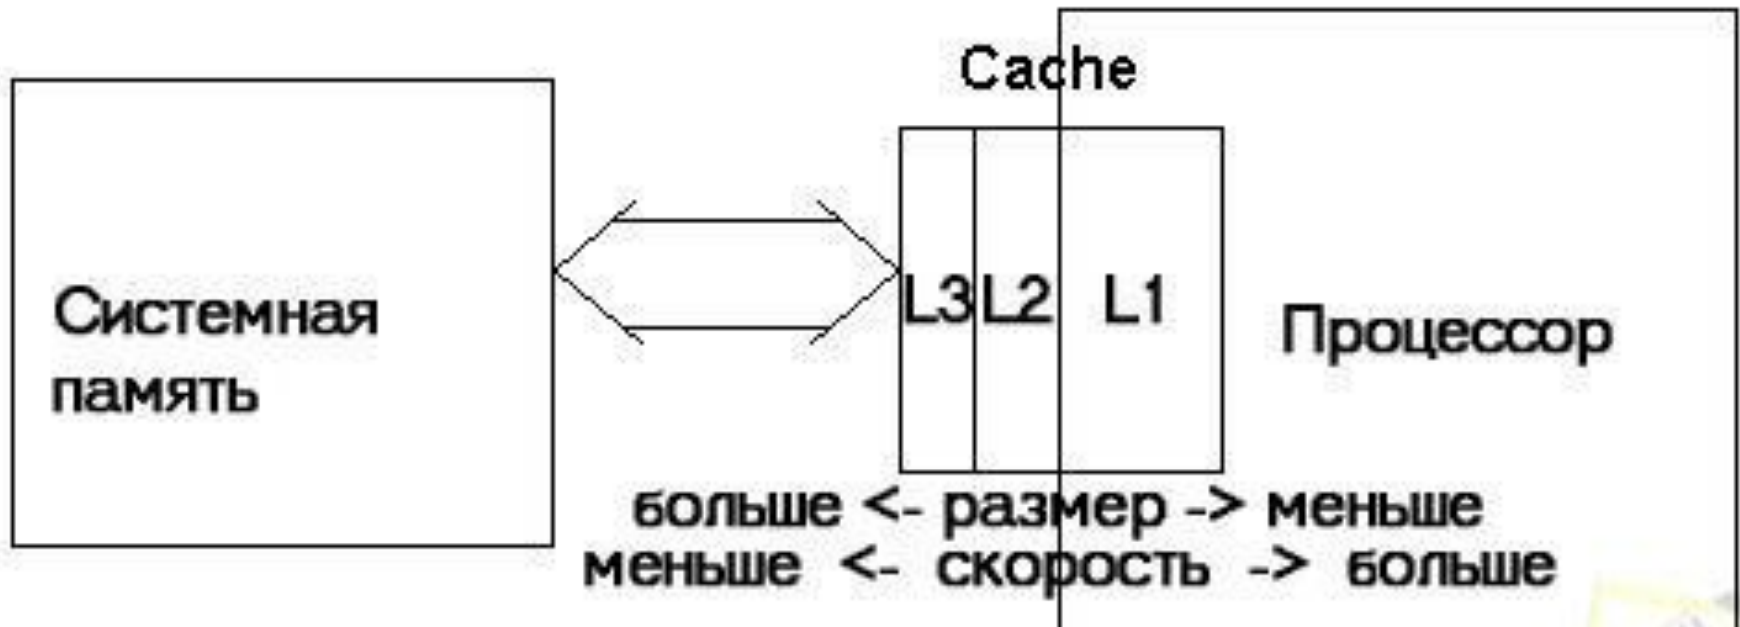 Cache
Системная
память
L3 L2 L1
Процессор
больше <- размер -> меньше
меньше <- скорость -> больше